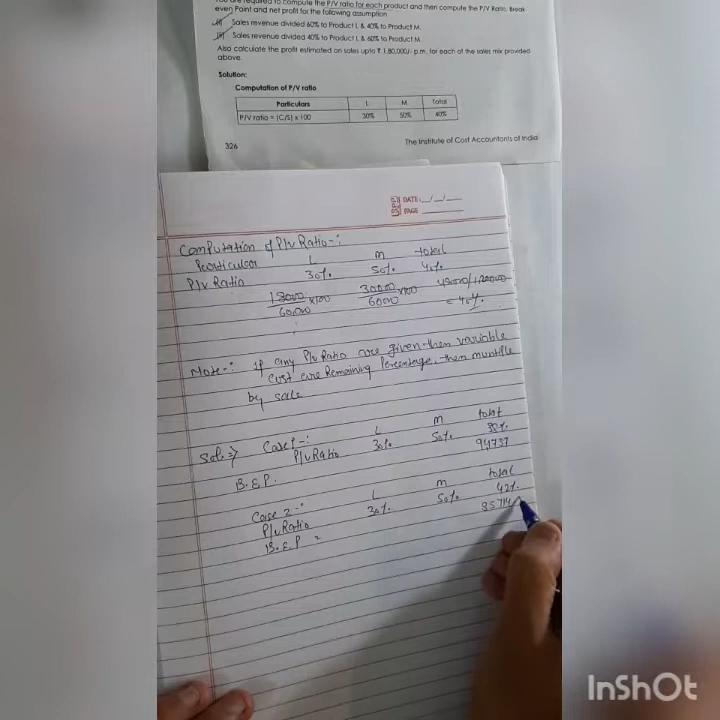 You are required to compute the P/V ratio for each product and then compute the P/V Ratio, Break
even Point and net profit for the following assumption
(i) Sales revenue divided 60% to Product L & 40% to Product M.
(ii) Sales revenue divided 40% to Product L & 60% to Product M.
Also calculate the profit estimated on sales upto ₹ 1,80,000/- p.m. for each of the sales mix provided
above.
Solution:
Computation of P/V ratio
Particulars L M Total
P/V ratio = (C/S) x 100 30% 50% 40%
326 The Institute of Cost Accountants of India
DATE: __/__/__
PAGE
Computation of P/v Ratio-:
Particular L m total
P/v Ratio 30% 50% 40%
18000/60000 x100 30000/60000 x100 48000/120000
= 40%
Note-: If any P/v Ratio are given then variable
cost are Remaining Percentage, then
by sale
Sol.=> Case 1-: L m total
P/v Ratio 30% 50% 38%
B.E.P. 94737
Case 2-: L m total
P/v Ratio 30% 50% 42%
B.E.P = 85714
InShOt